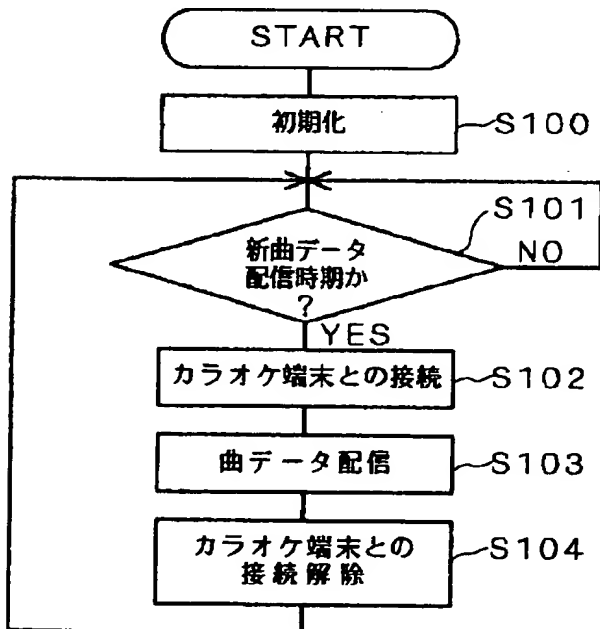 START
初期化
S100
S101
新曲データ
配信時期か
?
NO
YES
カラオケ端末との接続
S102
曲データ配信
S103
カラオケ端末との
接続解除
S104